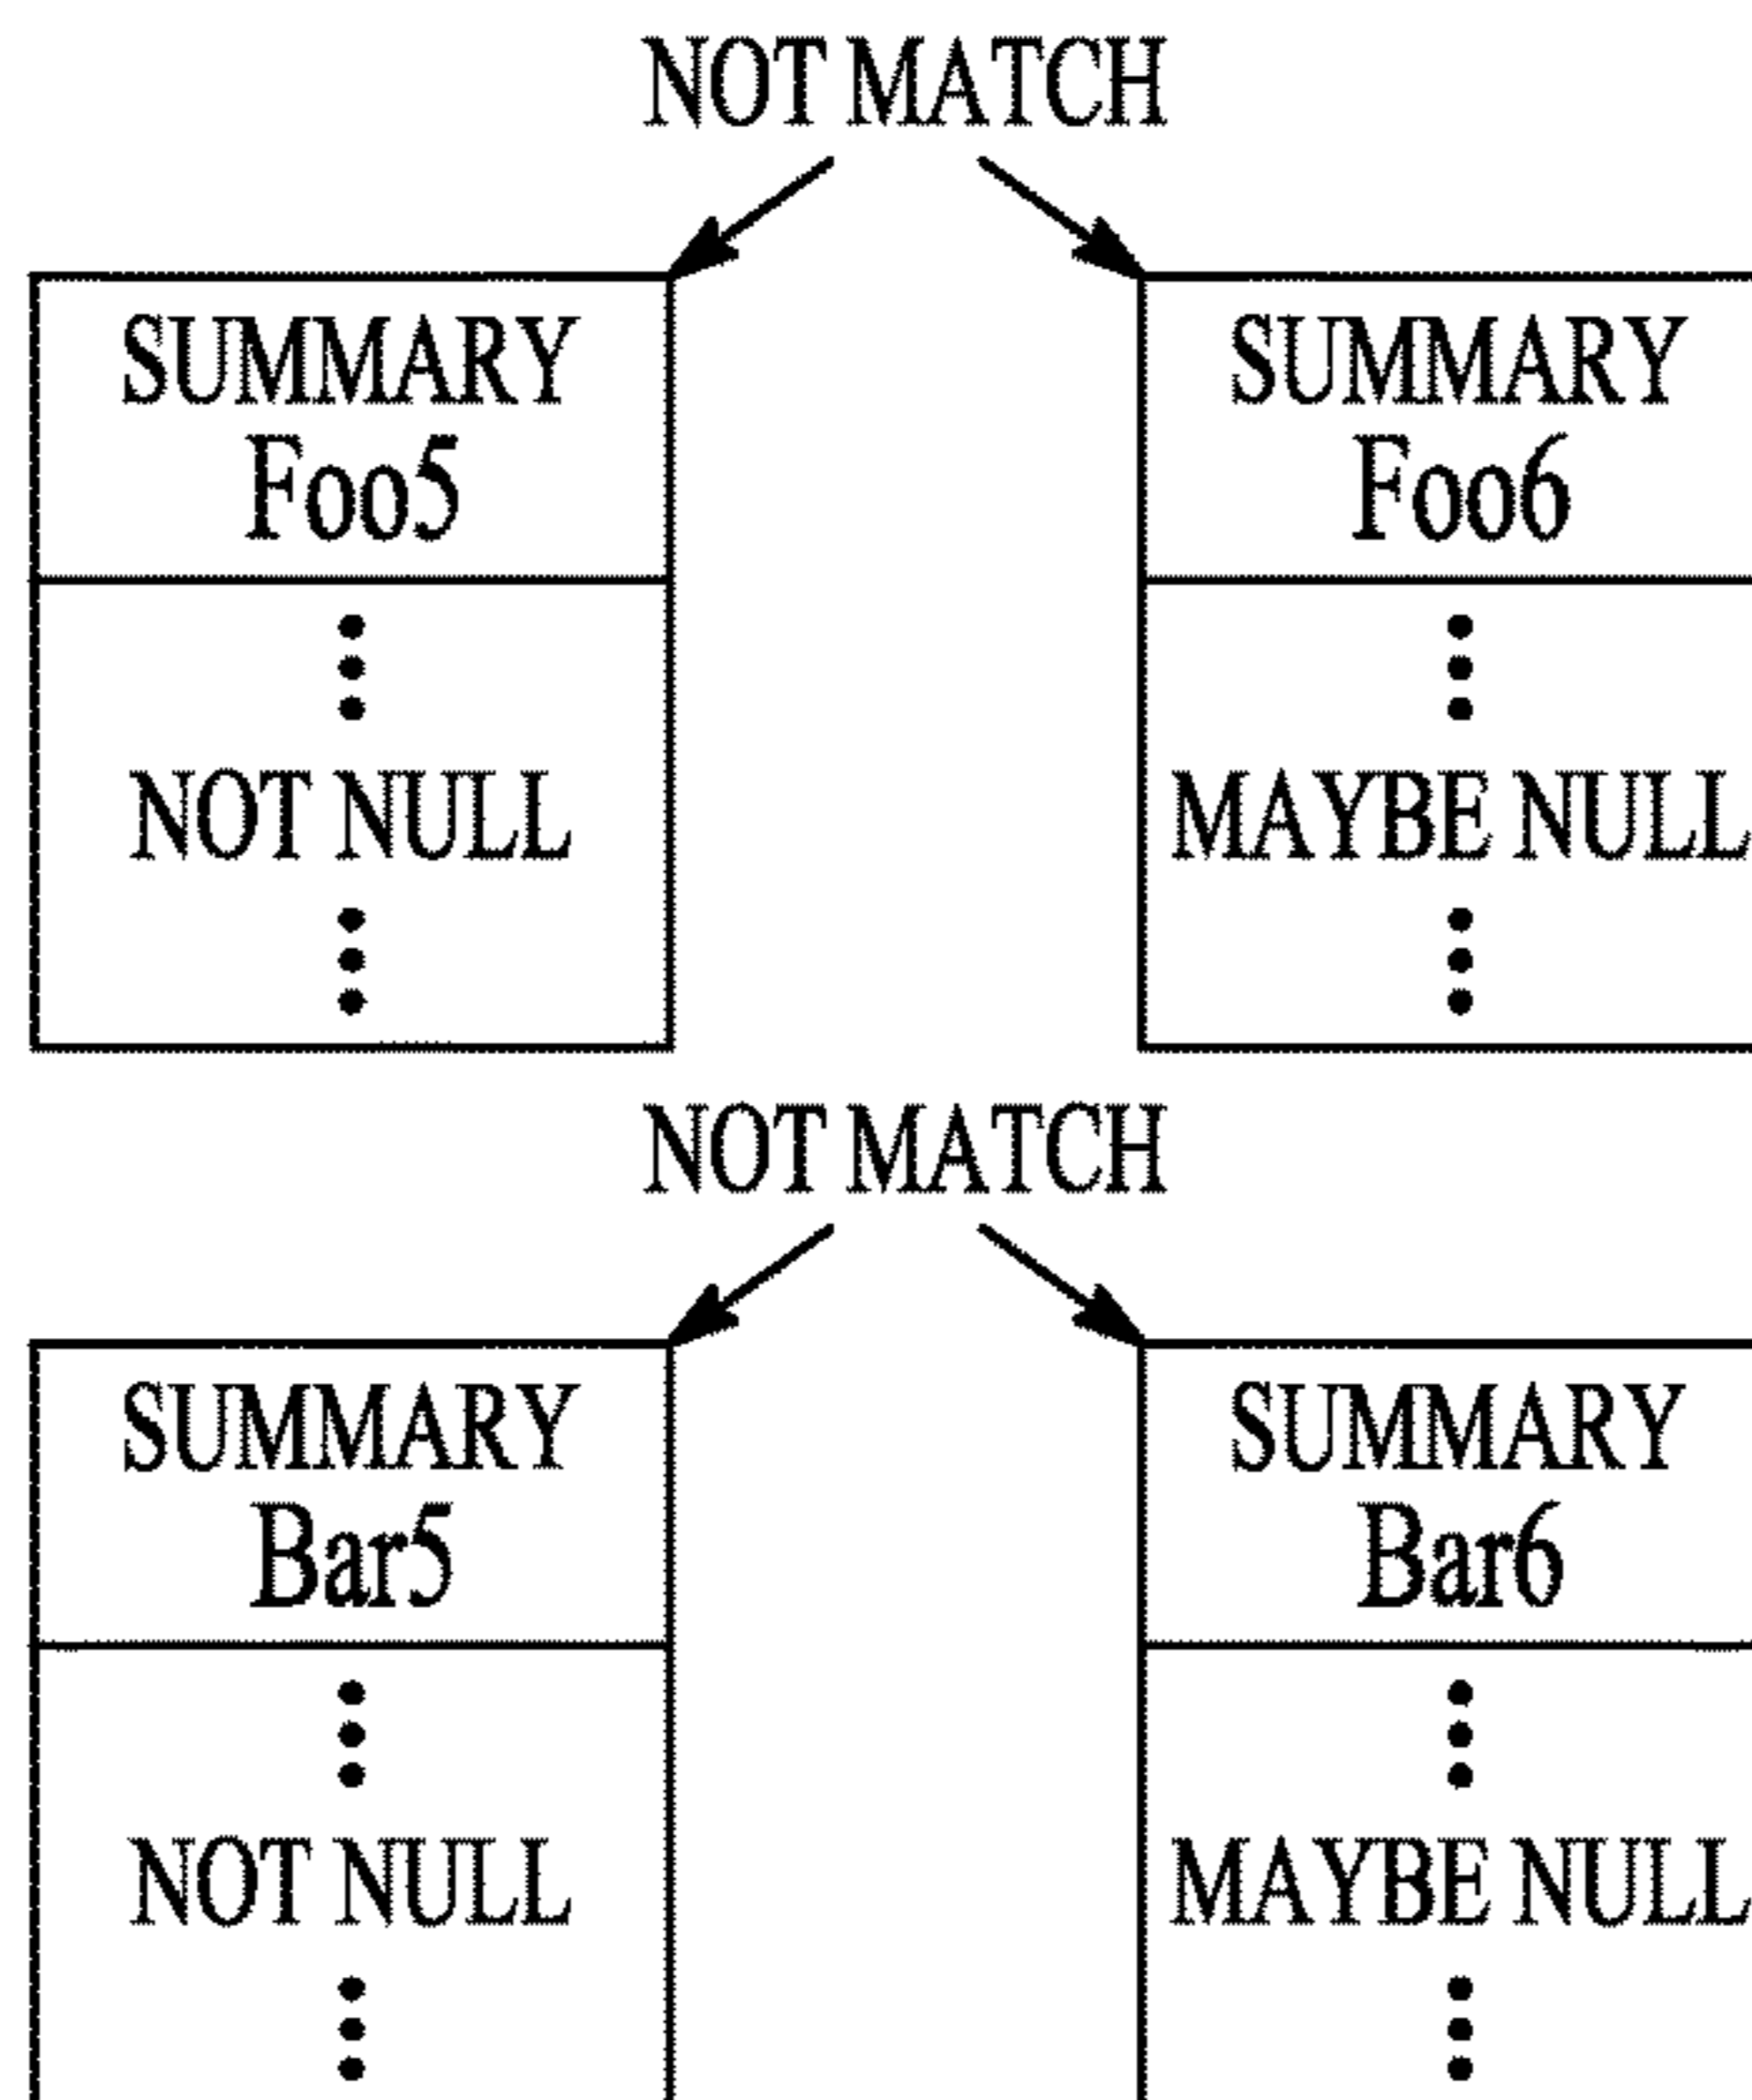 NOT MATCH
SUMMARY
Foo5
NOT NULL
SUMMARY
Foo6
MAYBE NULL
NOT MATCH
SUMMARY
Bar5
NOT NULL
SUMMARY
Bar6
MAYBE NULL